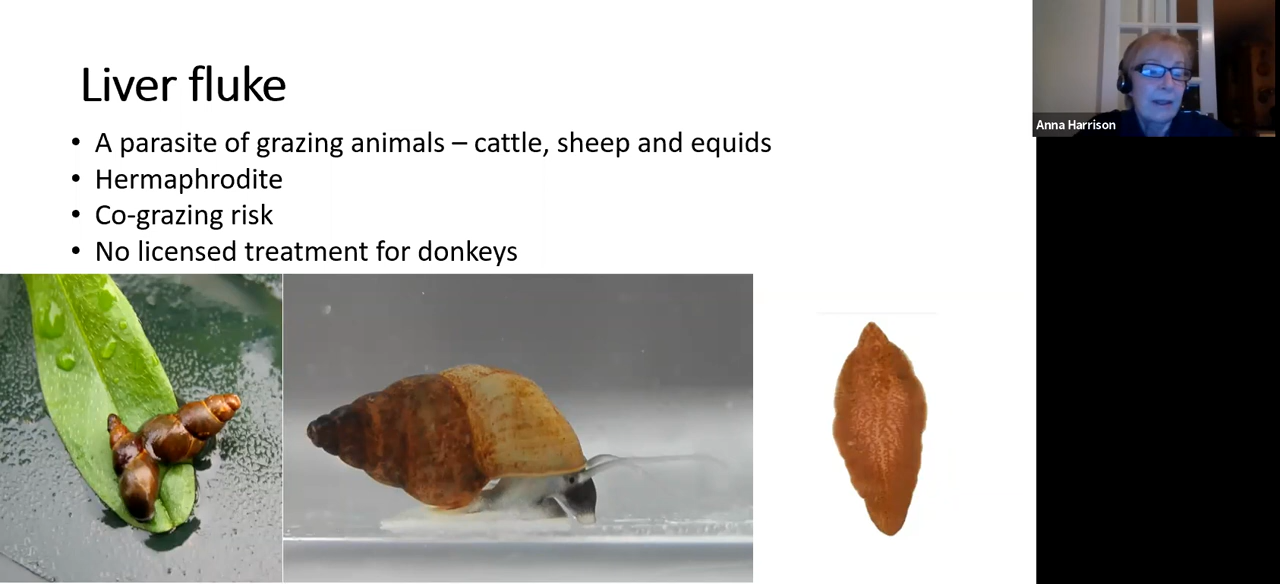 Liver fluke
• A parasite of grazing animals – cattle, sheep and equids
• Hermaphrodite
• Co-grazing risk
• No licensed treatment for donkeys
Anna Harrison